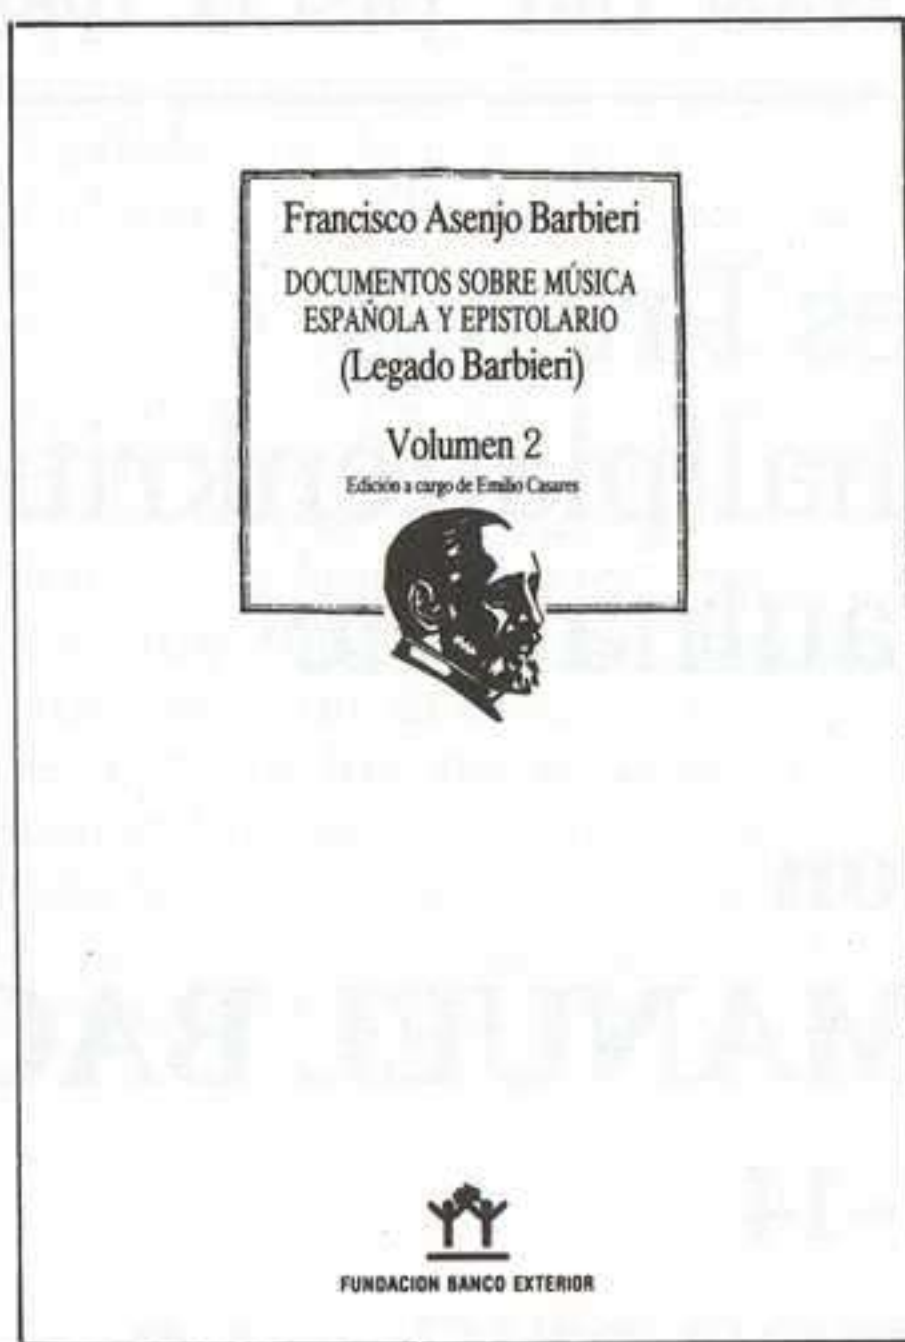 Francisco Asenjo Barbieri
DOCUMENTOS SOBRE MÚSICA
ESPAÑOLA Y EPISTOLARIO
(Legado Barbieri)
Volumen 2
Edición a cargo de Emilio Casares
FUNDACION BANCO EXTERIOR